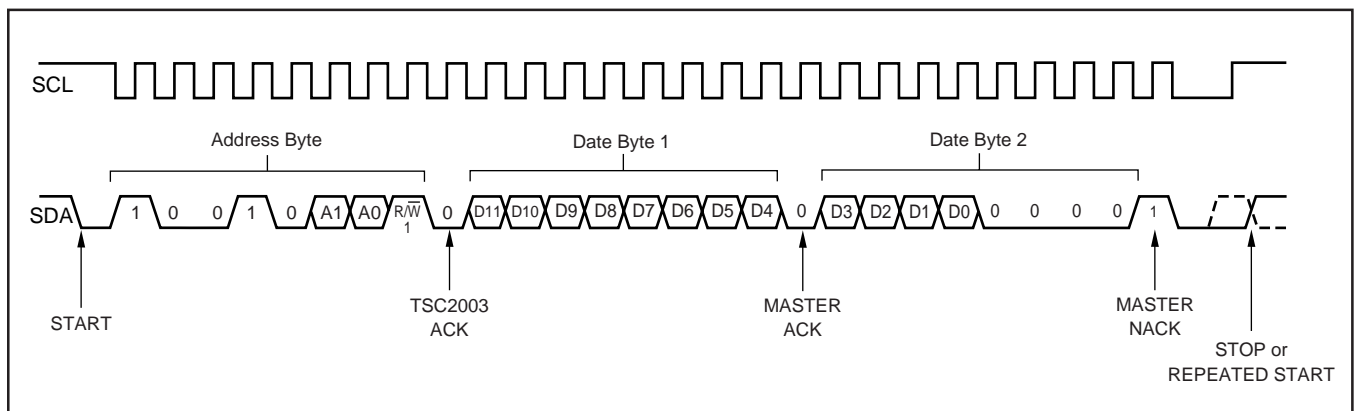 SCL
Address Byte
Date Byte 1
Date Byte 2
SDA
1 0 0 1 0 A1 A0 R/W̅ 1 0 D11 D10 D9 D8 D7 D6 D5 D4 0 D3 D2 D1 D0 0 0 0 0 1
START
TSC2003
ACK
MASTER
ACK
MASTER
NACK
STOP or
REPEATED START